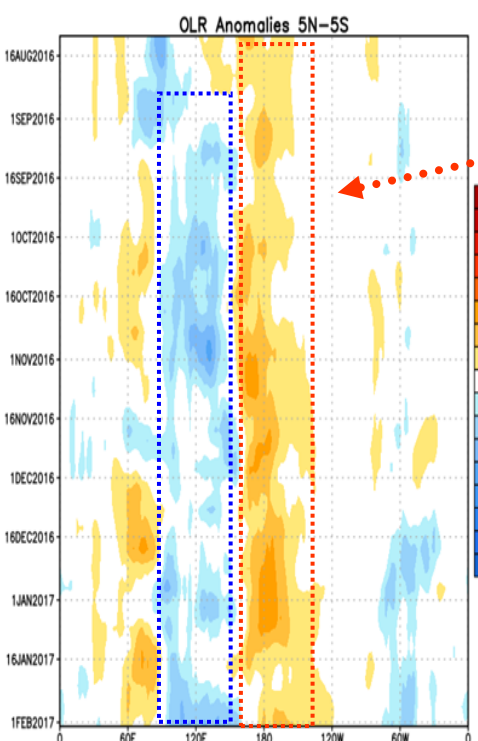 OLR Anomalies 5N-5S
16AUG2016
1SEP2016
16SEP2016
1OCT2016
16OCT2016
1NOV2016
16NOV2016
1DEC2016
16DEC2016
1JAN2017
16JAN2017
1FEB2017
0 60E 120E 180 120W 60W 0